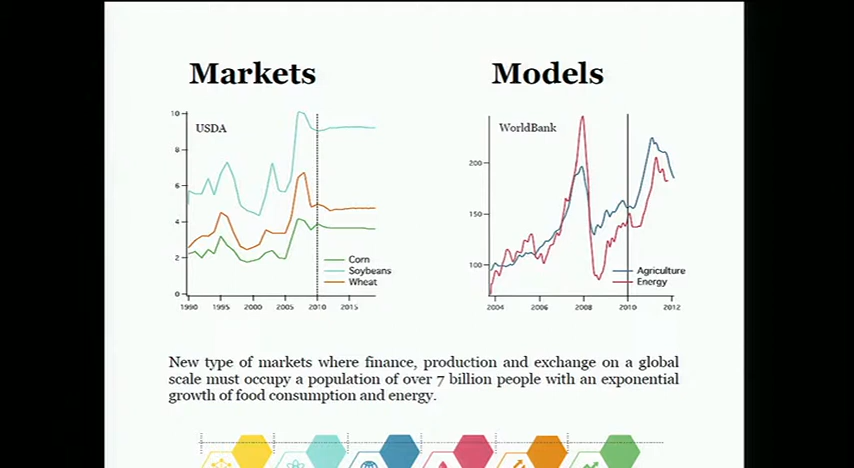 Markets
Models
10
8
6
4
2
0
USDA
Corn
Soybeans
Wheat
1990 1995 2000 2005 2010 2015
200
150
100
WorldBank
Agriculture
Energy
2004 2006 2008 2010 2012
New type of markets where finance, production and exchange on a global
scale must occupy a population of over 7 billion people with an exponential
growth of food consumption and energy.